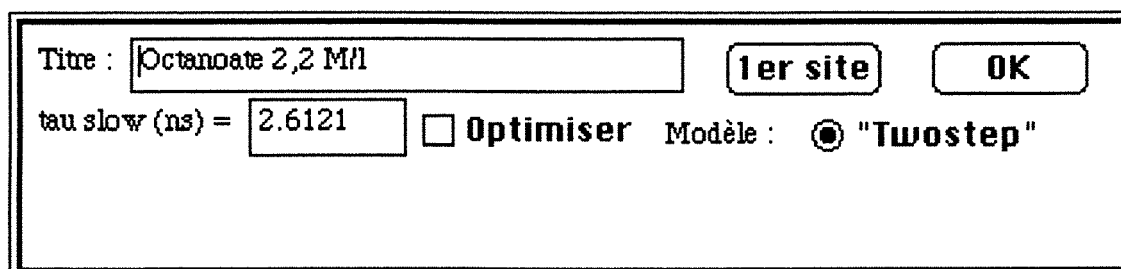 Titre : Octanoate 2,2 M/l 1er site OK
tau slow (ns) = 2.6121 Optimiser Modèle : "Twostep"